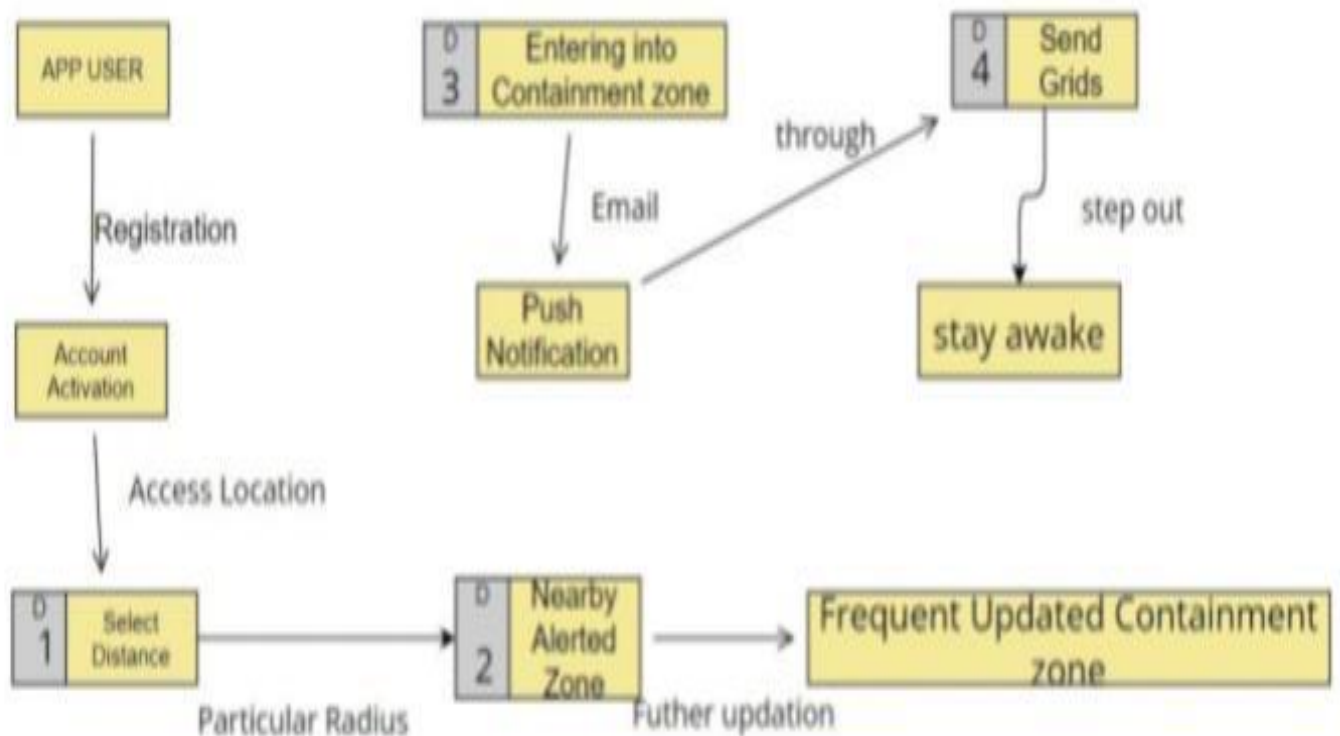 APP USER
Registration
Account
Activation
Access Location
D
1
Select
Distance
Particular Radius
D
2
Nearby
Alerted
Zone
Futher updation
Frequent Updated Containment
zone
D
3
Entering into
Containment zone
Email
Push
Notification
through
D
4
Send
Grids
step out
stay awake